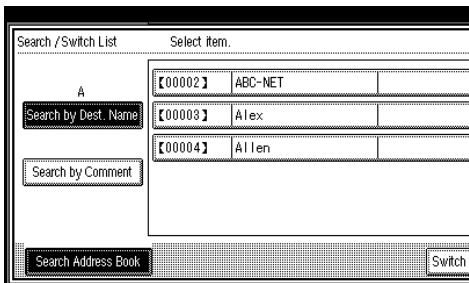 Search / Switch List Select item.
【00002】 ABC-NET
A
Search by Dest. Name 【00003】 Alex
【00004】 Allen
Search by Comment
Search Address Book Switch